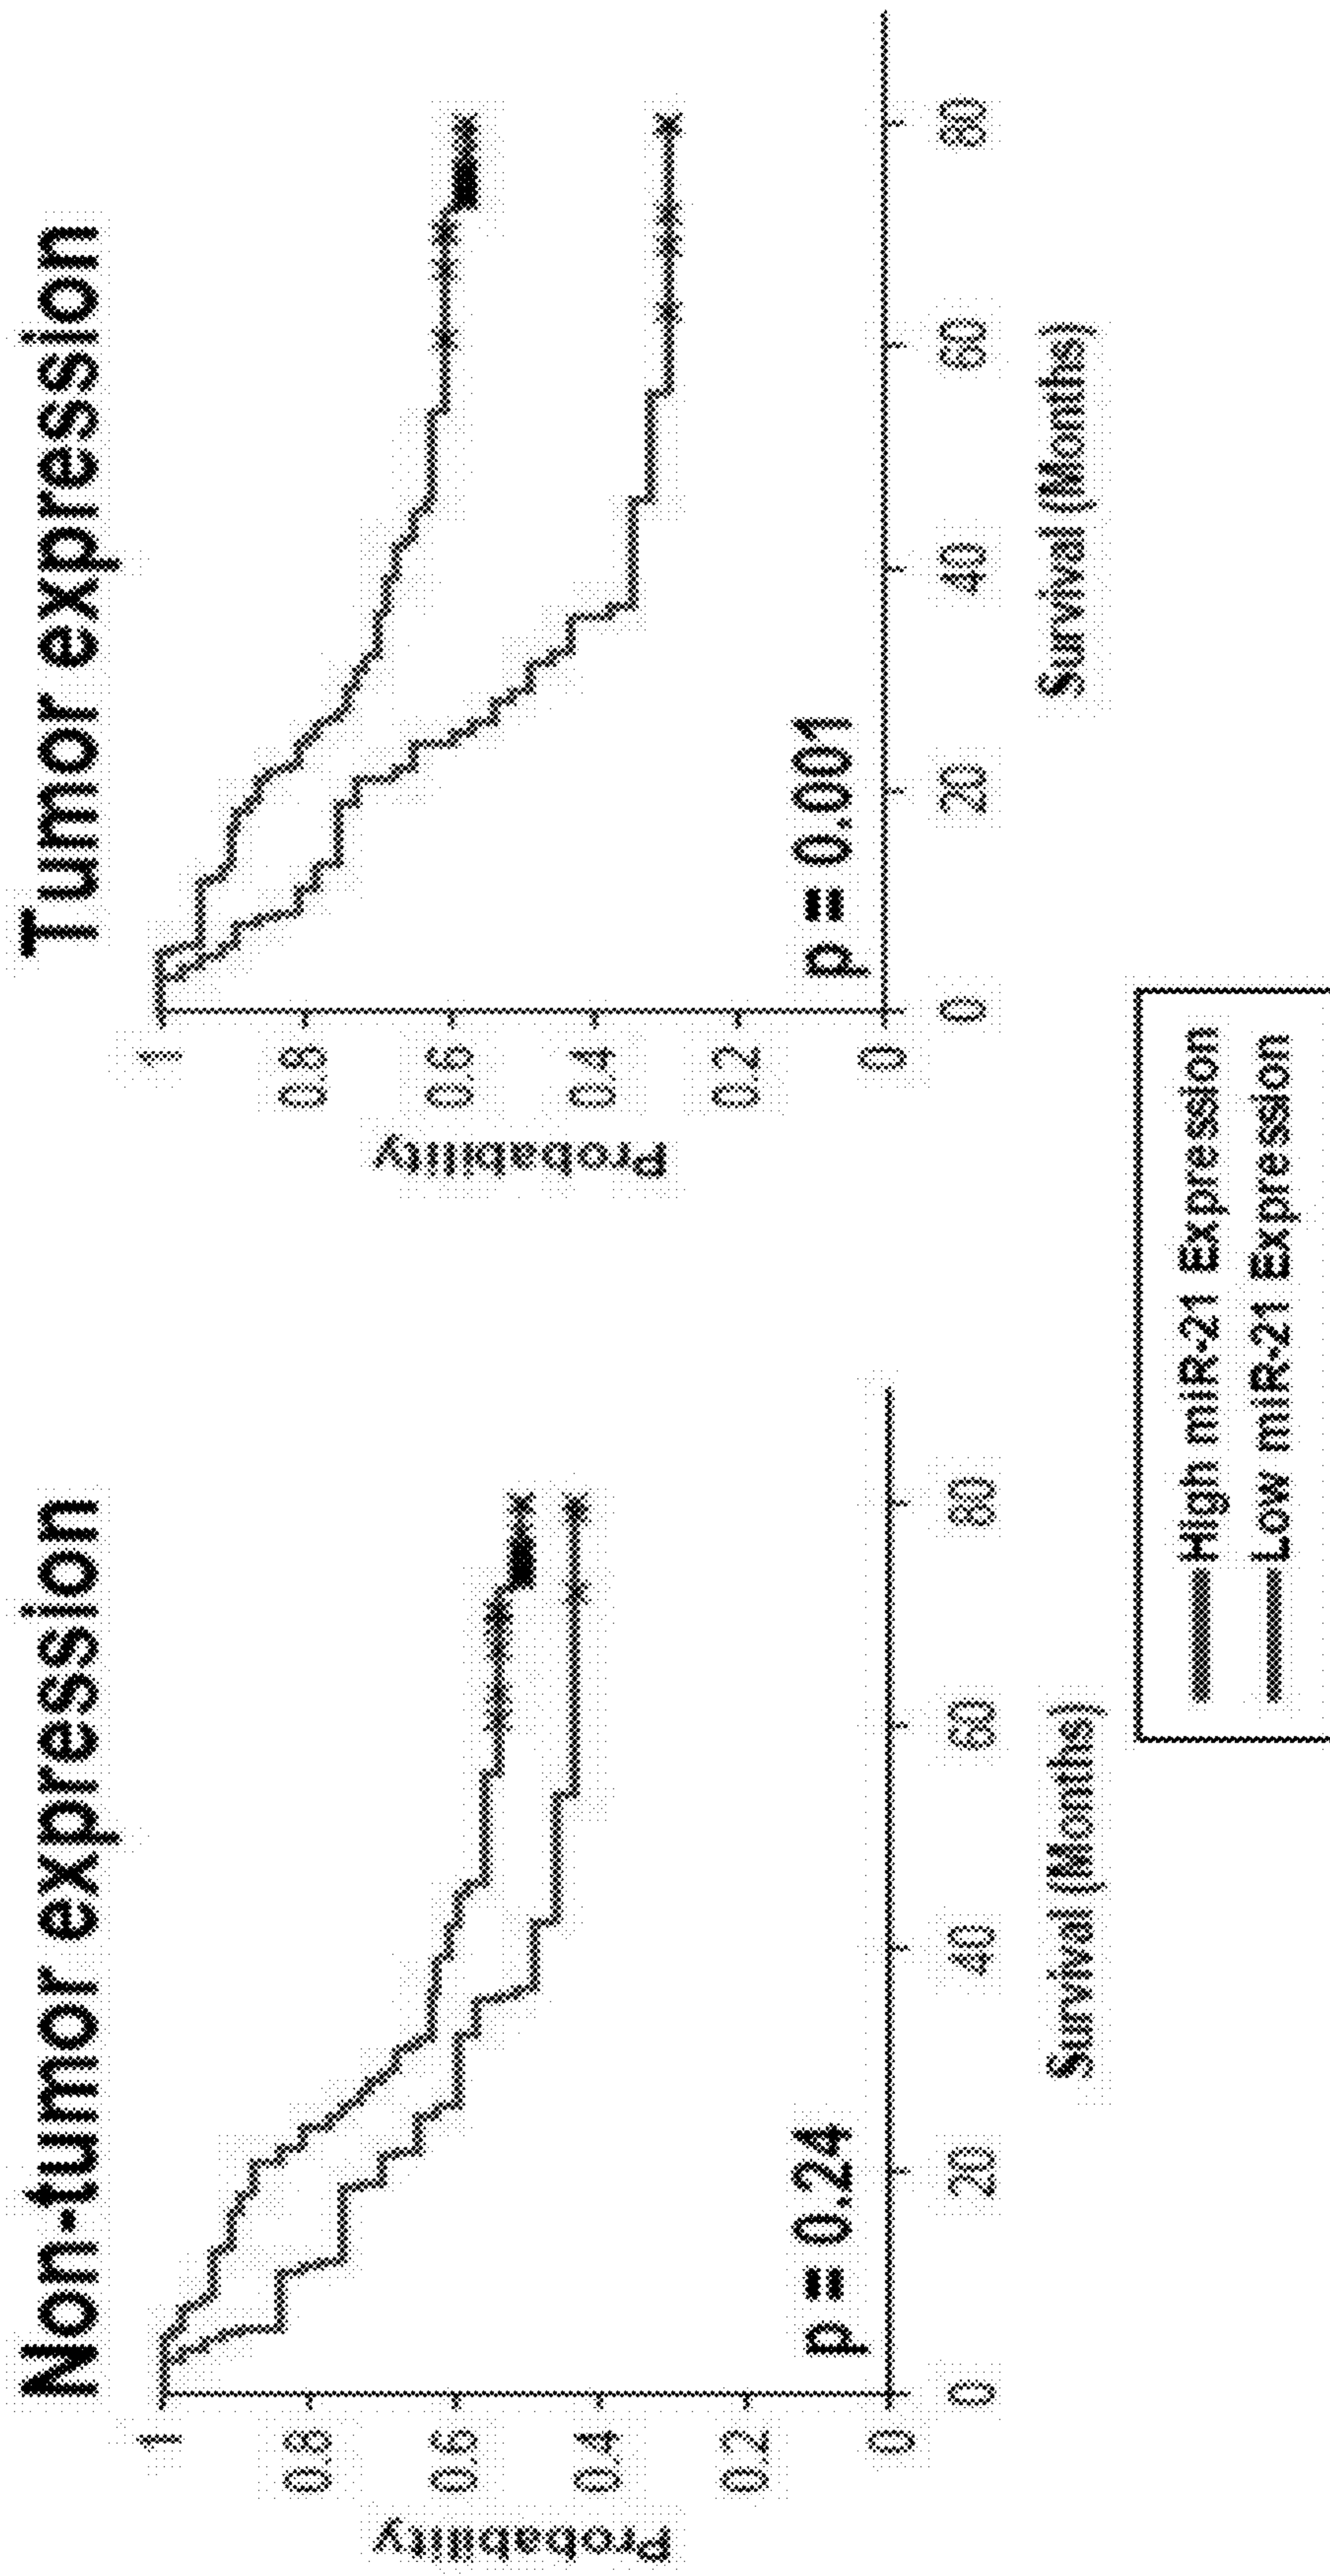 Non-tumor expression
Probability
1
0.8
0.6
0.4
0.2
0
p = 0.24
0 20 40 60 80
Survival (Months)
Tumor expression
Probability
1
0.8
0.6
0.4
0.2
0
p = 0.001
0 20 40 60 80
Survival (Months)
High miR-21 Expression
Low miR-21 Expression